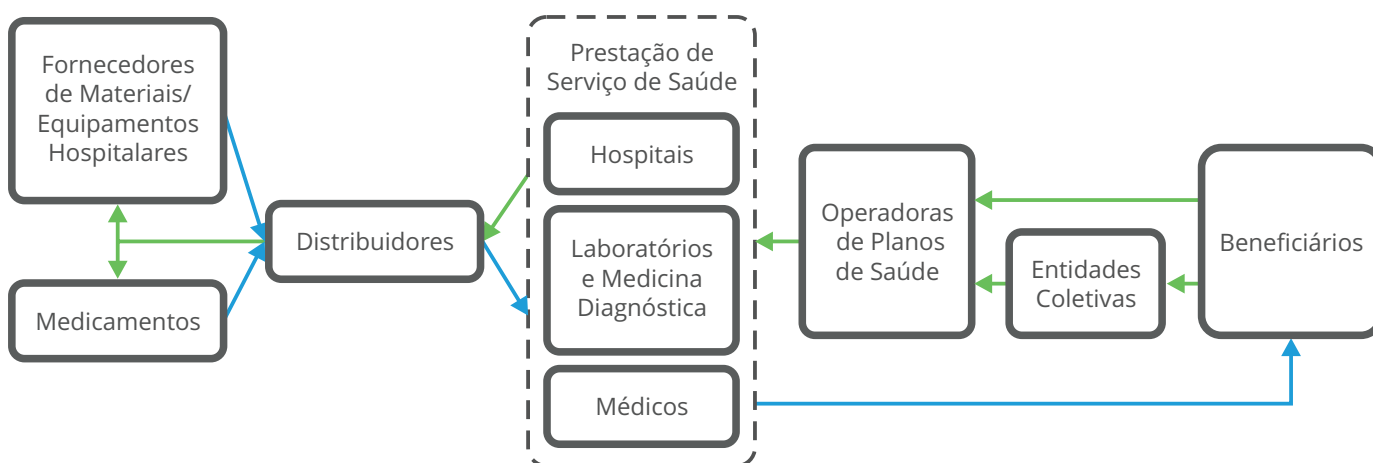 Fornecedores
de Materiais/
Equipamentos
Hospitalares
Medicamentos
Distribuidores
Prestação de
Serviço de Saúde
Hospitais
Laboratórios
e Medicina
Diagnóstica
Médicos
Operadoras
de Planos
de Saúde
Entidades
Coletivas
Beneficiários